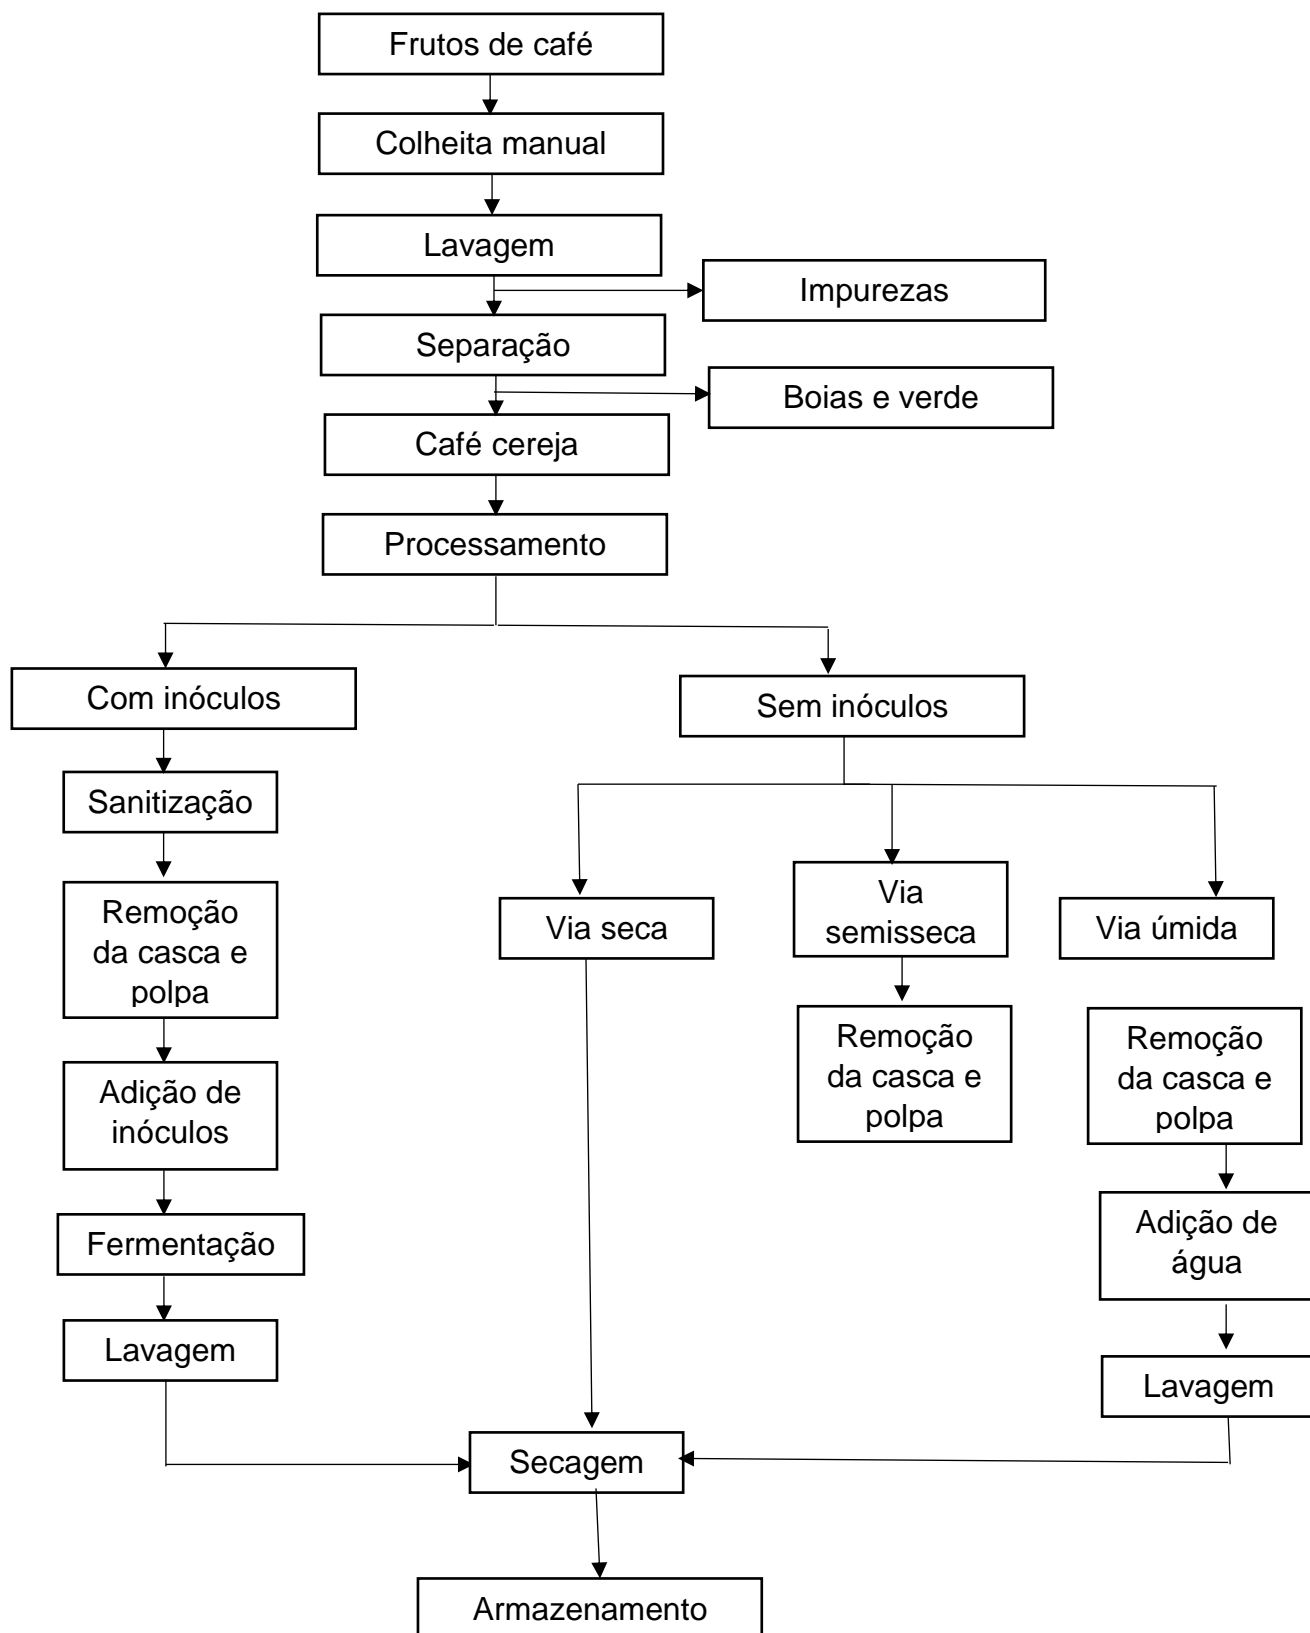 Frutos de café
Colheita manual
Lavagem
Impurezas
Separação
Boias e verde
Café cereja
Processamento
Com inóculos
Sem inóculos
Sanitização
Remoção
da casca e
polpa
Adição de
inóculos
Fermentação
Lavagem
Via seca
Via
semisseca
Remoção
da casca e
polpa
Via úmida
Remoção
da casca e
polpa
Adição de
água
Lavagem
Secagem
Armazenamento